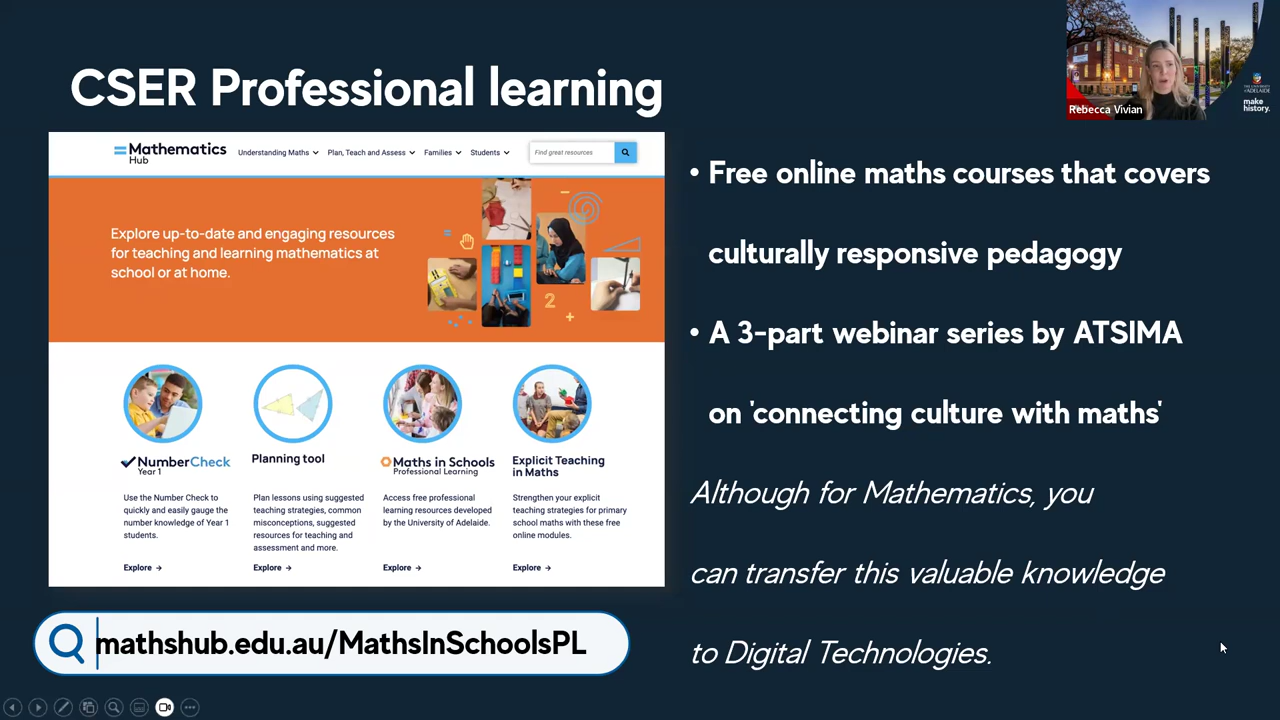 CSER Professional learning
Rebecca Vivian
make
history.
Mathematics
Hub
Understanding Maths
Plan, Teach and Assess
Families
Students
Find great resources
Explore up-to-date and engaging resources
for teaching and learning mathematics at
school or at home.
2
NumberCheck
Year 1
Use the Number Check to
quickly and easily gauge the
number knowledge of Year 1
students.
Explore →
Planning tool
Plan lessons using suggested
teaching strategies, common
misconceptions, suggested
resources for teaching and
assessment and more.
Explore →
Maths in Schools
Professional Learning
Access free professional
learning resources developed
by the University of Adelaide.
Explore →
Explicit Teaching
in Maths
Strengthen your explicit
teaching strategies for primary
school maths with these free
online modules.
Explore →
mathshub.edu.au/MathsInSchoolsPL
• Free online maths courses that covers
culturally responsive pedagogy
• A 3-part webinar series by ATSIMA
on 'connecting culture with maths'
Although for Mathematics, you
can transfer this valuable knowledge
to Digital Technologies.